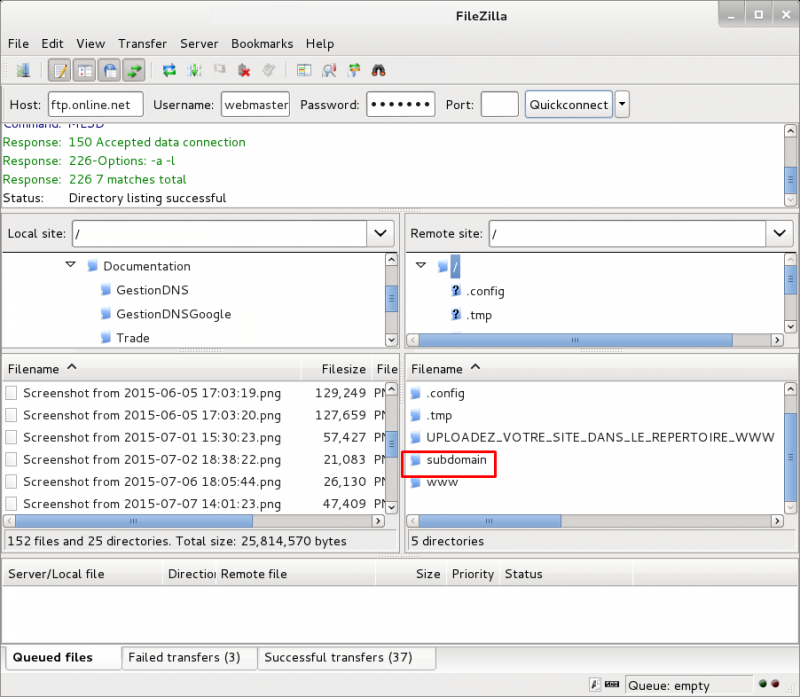 FileZilla
File Edit View Transfer Server Bookmarks Help
Host: ftp.online.net Username: webmaster Password: ••••••• Port: Quickconnect
Command: MLSD
Response: 150 Accepted data connection
Response: 226-Options: -a -l
Response: 226 7 matches total
Status: Directory listing successful
Local site: /
Remote site: /
Documentation
GestionDNS
GestionDNSGoogle
Trade
/
.config
.tmp
Filename Filesize File
Screenshot from 2015-06-05 17:03:19.png 129,249 PN
Screenshot from 2015-06-05 17:03:20.png 127,659 PN
Screenshot from 2015-07-01 15:30:23.png 57,427 PN
Screenshot from 2015-07-02 18:38:22.png 21,083 PN
Screenshot from 2015-07-06 18:05:44.png 26,130 PN
Screenshot from 2015-07-07 14:01:23.png 47,409 PN
152 files and 25 directories. Total size: 25,814,570 bytes
Filename
.config
.tmp
UPLOADEZ_VOTRE_SITE_DANS_LE_REPERTOIRE_WWW
subdomain
www
5 directories
Server/Local file Direction Remote file Size Priority Status
Queued files Failed transfers (3) Successful transfers (37)
Queue: empty